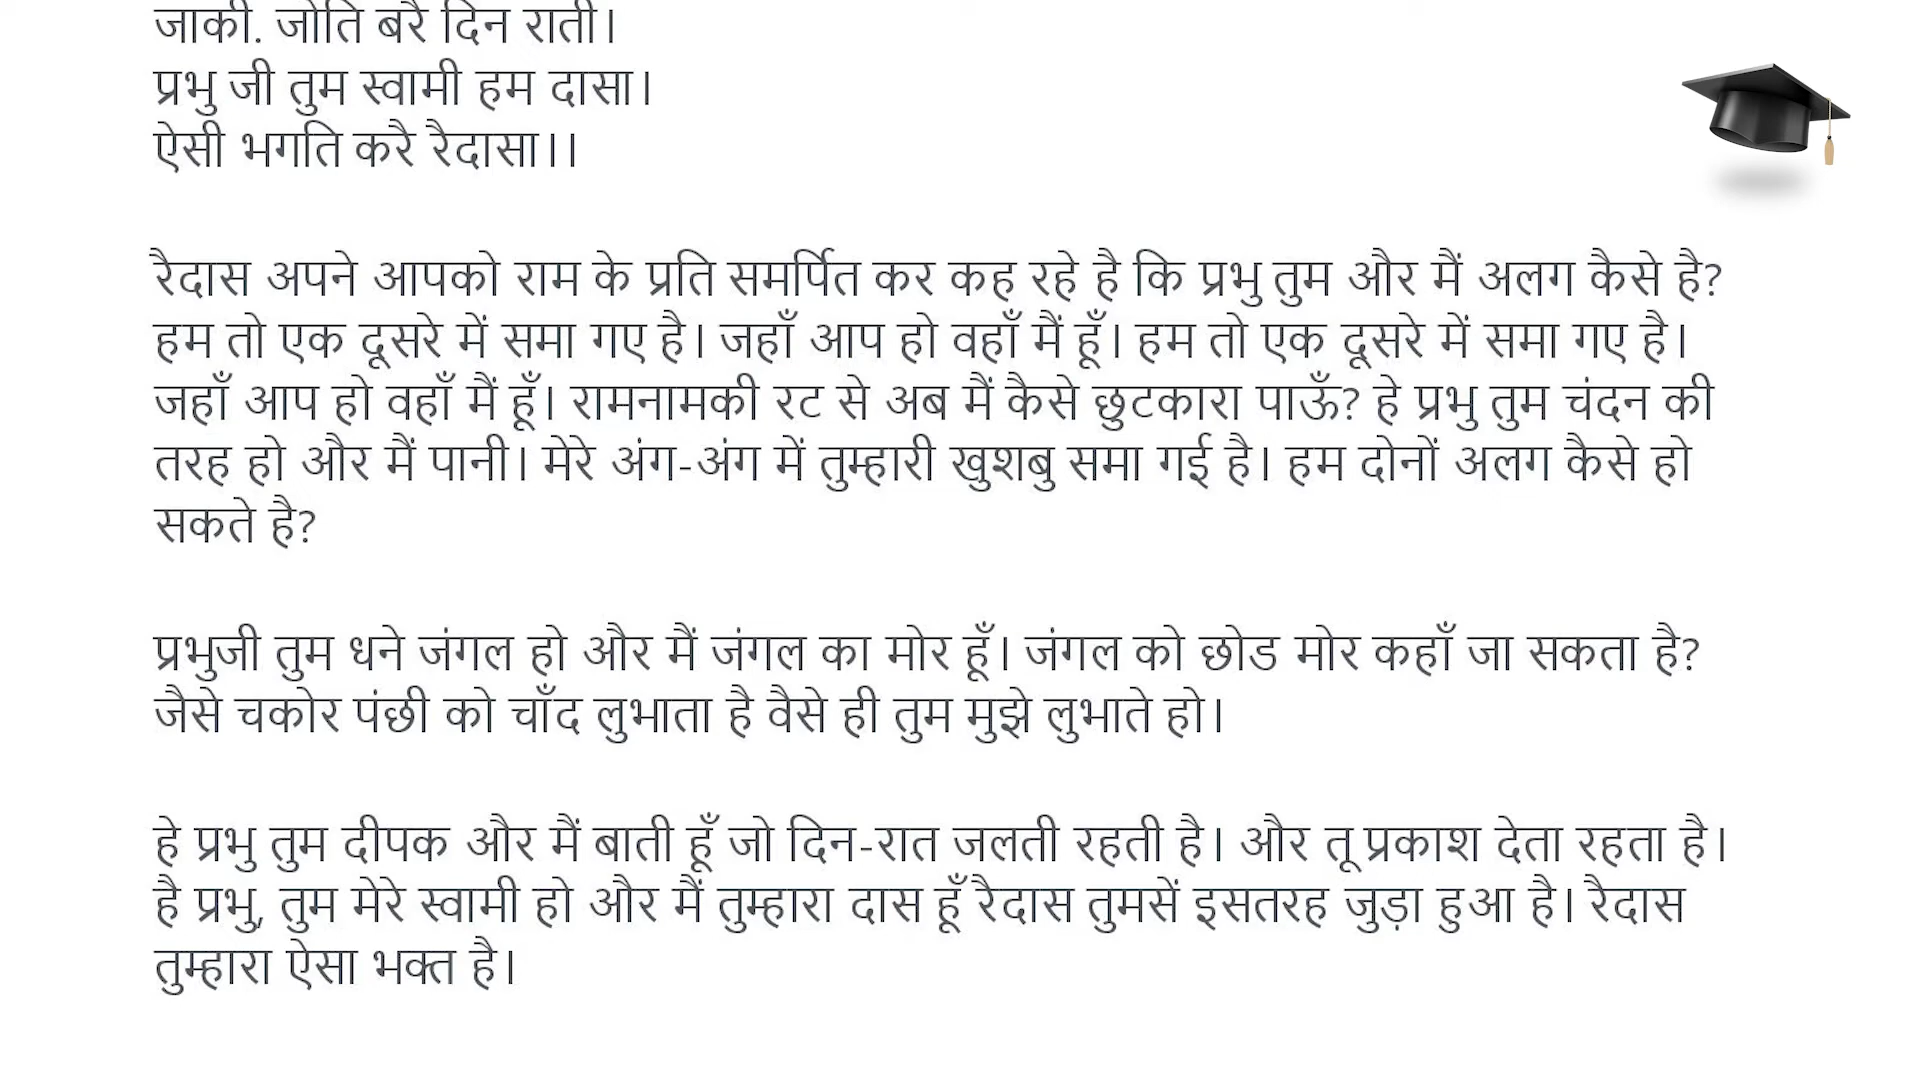 जाकी. जोति बरै दिन राती।
प्रभु जी तुम स्वामी हम दासा।
ऐसी भगति करै रैदासा।।
रैदास अपने आपको राम के प्रति समर्पित कर कह रहे है कि प्रभु तुम और मैं अलग कैसे है?
हम तो एक दूसरे में समा गए है। जहाँ आप हो वहाँ मैं हूँ। हम तो एक दूसरे में समा गए है।
जहाँ आप हो वहाँ मैं हूँ। रामनामकी रट से अब मैं कैसे छुटकारा पाऊँ? हे प्रभु तुम चंदन की
तरह हो और मैं पानी। मेरे अंग-अंग में तुम्हारी खुशबु समा गई है। हम दोनों अलग कैसे हो
सकते है?
प्रभुजी तुम धने जंगल हो और मैं जंगल का मोर हूँ। जंगल को छोड मोर कहाँ जा सकता है?
जैसे चकोर पंछी को चाँद लुभाता है वैसे ही तुम मुझे लुभाते हो।
हे प्रभु तुम दीपक और मैं बाती हूँ जो दिन-रात जलती रहती है। और तू प्रकाश देता रहता है।
है प्रभु, तुम मेरे स्वामी हो और मैं तुम्हारा दास हूँ रैदास तुमसें इसतरह जुड़ा हुआ है। रैदास
तुम्हारा ऐसा भक्त है।